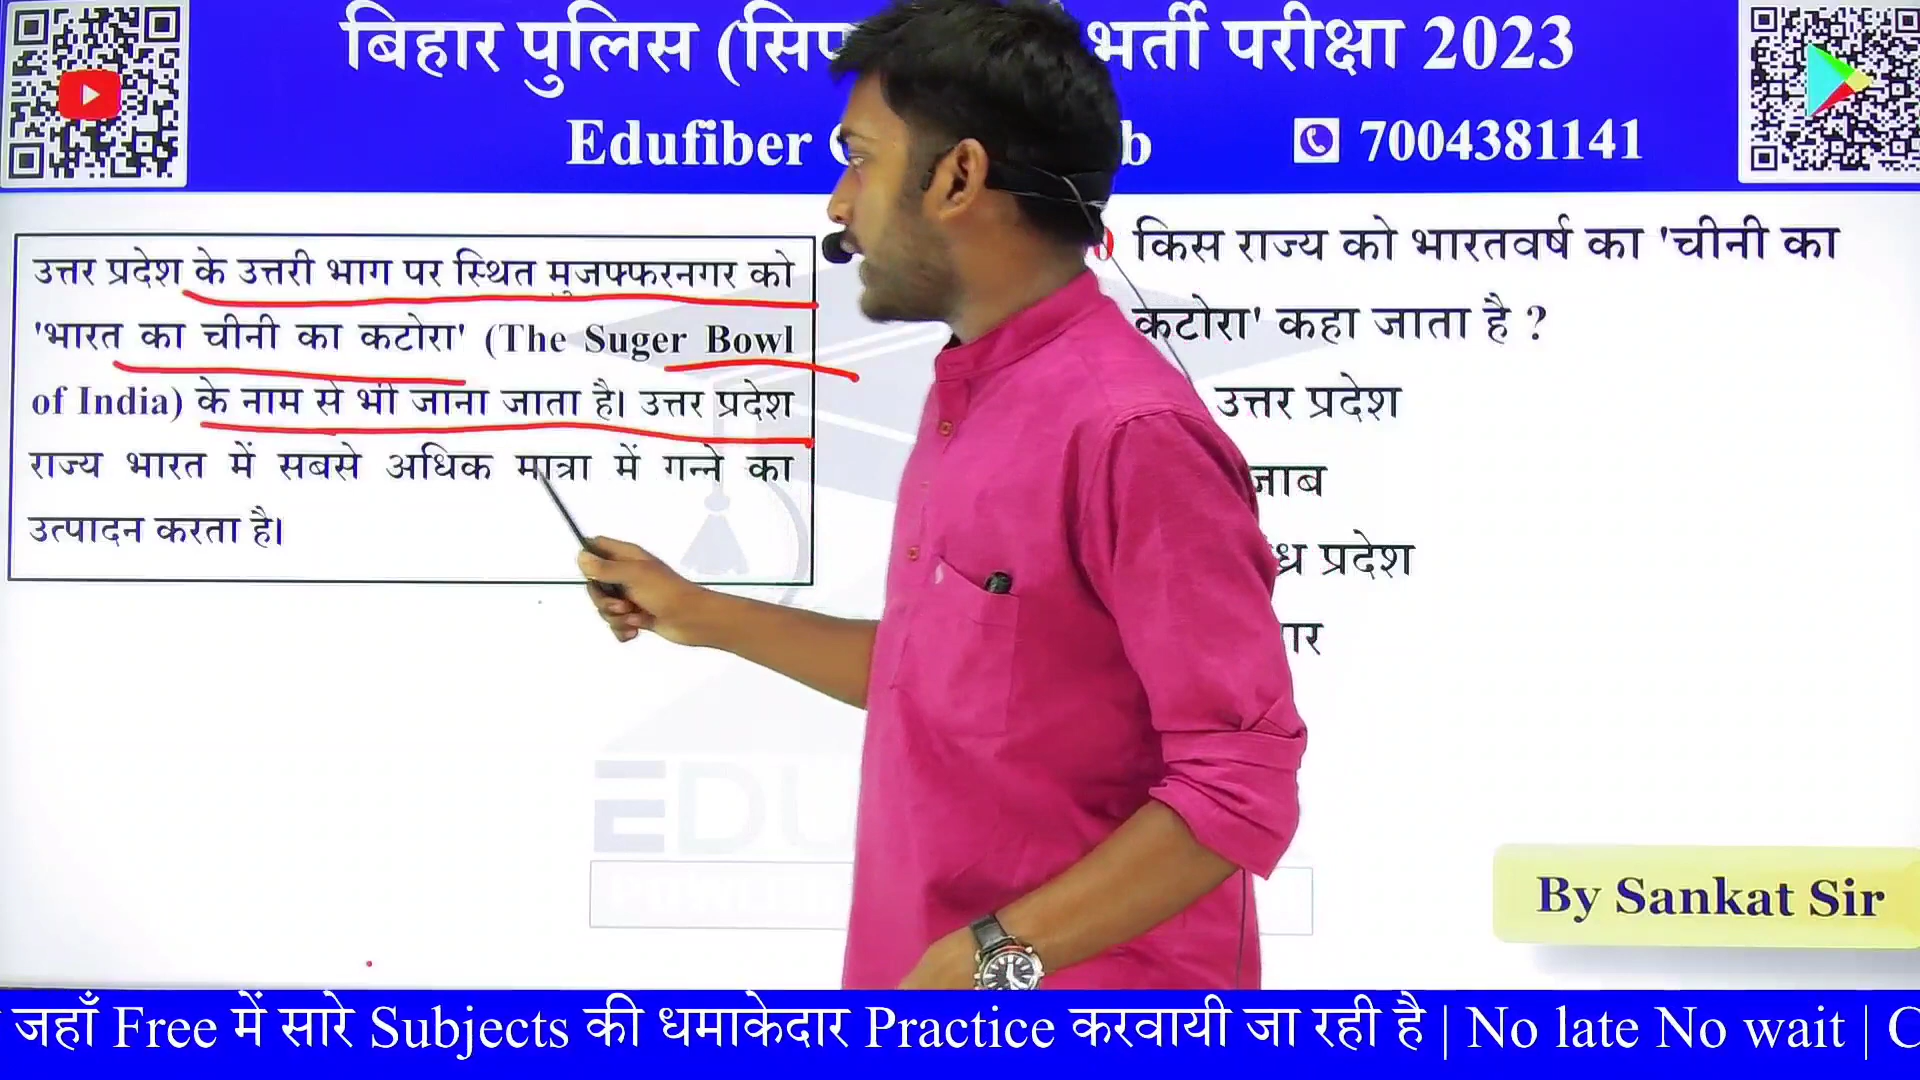 बिहार पुलिस भर्ती परीक्षा 2023
Edufiber
7004381141
उत्तर प्रदेश के उत्तरी भाग पर स्थित मुजफ्फरनगर को
'भारत का चीनी का कटोरा' (The Suger Bowl
of India) के नाम से भी जाना जाता है। उत्तर प्रदेश
राज्य भारत में सबसे अधिक मात्रा में गन्ने का
उत्पादन करता है।
किस राज्य को भारतवर्ष का 'चीनी का
कटोरा' कहा जाता है ?
उत्तर प्रदेश
प्रदेश
By Sankat Sir
जहाँ Free में सारे Subjects की धमाकेदार Practice करवायी जा रही है | No late No wait |